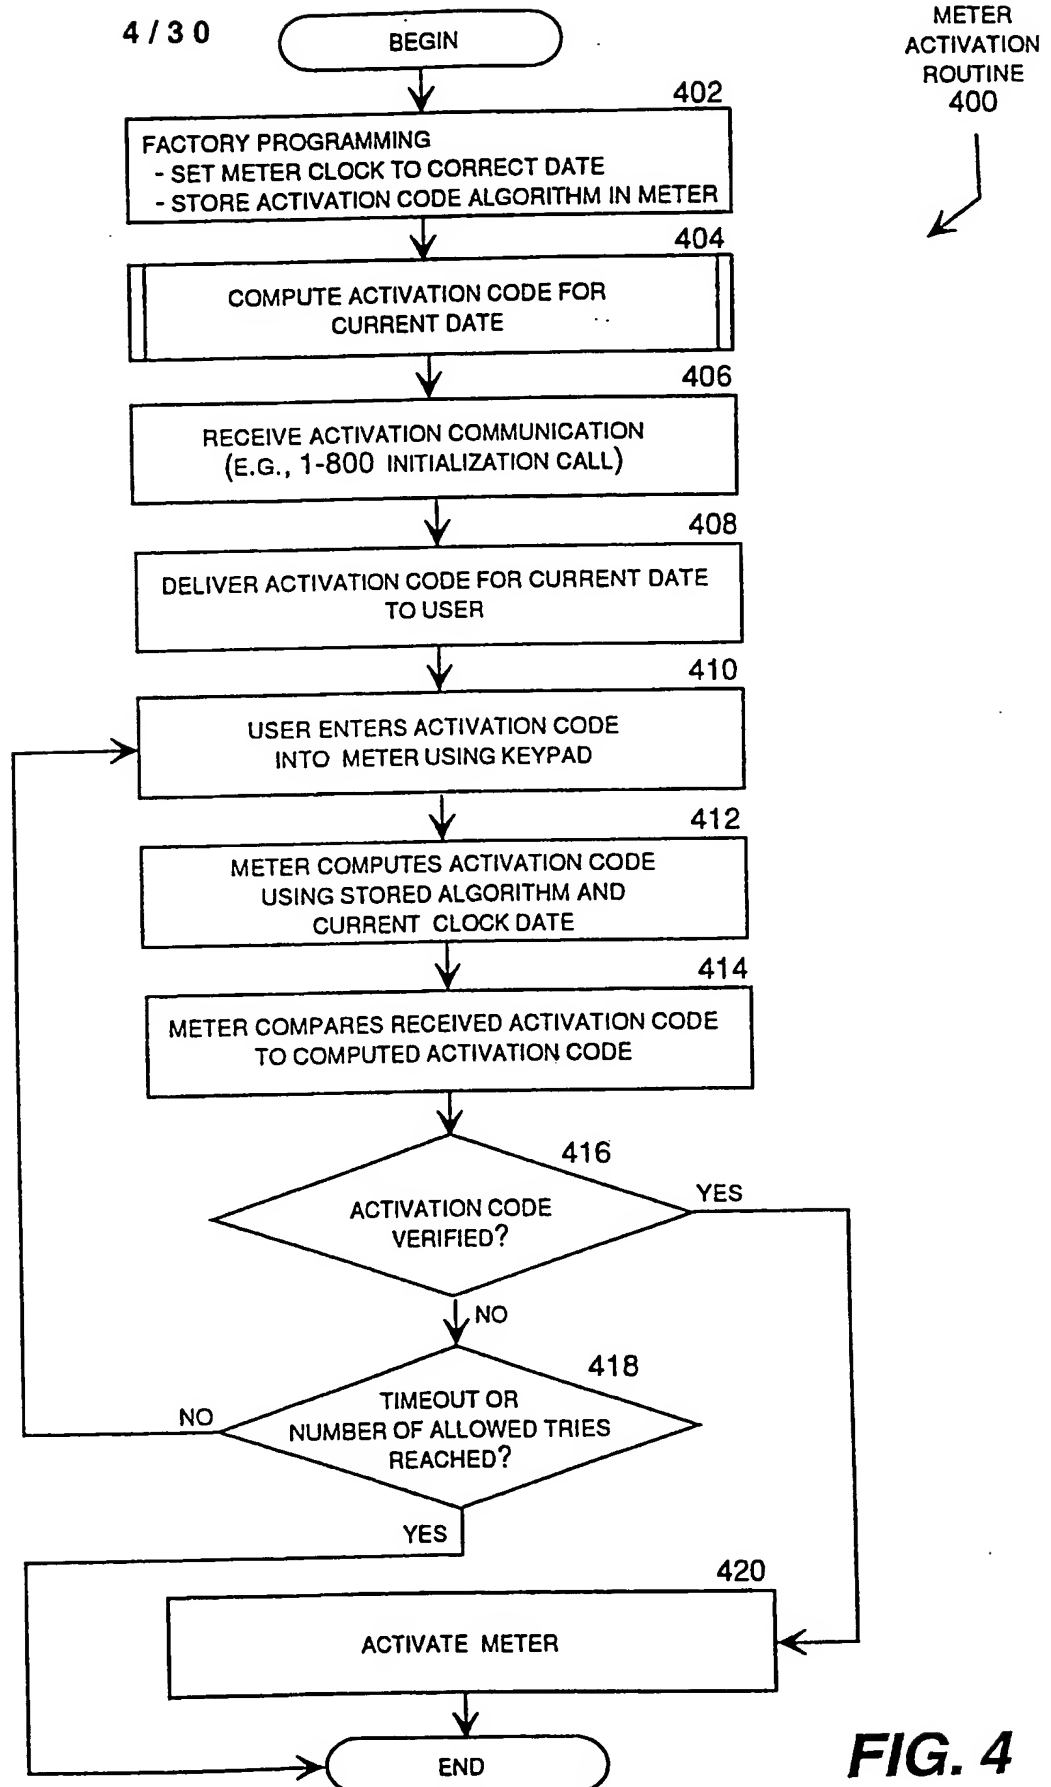 4/30
BEGIN
METER
ACTIVATION
ROUTINE
400
402
FACTORY PROGRAMMING
- SET METER CLOCK TO CORRECT DATE
- STORE ACTIVATION CODE ALGORITHM IN METER
404
COMPUTE ACTIVATION CODE FOR
CURRENT DATE
406
RECEIVE ACTIVATION COMMUNICATION
(E.G., 1-800 INITIALIZATION CALL)
408
DELIVER ACTIVATION CODE FOR CURRENT DATE
TO USER
410
USER ENTERS ACTIVATION CODE
INTO METER USING KEYPAD
412
METER COMPUTES ACTIVATION CODE
USING STORED ALGORITHM AND
CURRENT CLOCK DATE
414
METER COMPARES RECEIVED ACTIVATION CODE
TO COMPUTED ACTIVATION CODE
416
ACTIVATION CODE
VERIFIED?
YES
NO
418
TIMEOUT OR
NUMBER OF ALLOWED TRIES
REACHED?
NO
YES
420
ACTIVATE METER
END
FIG. 4